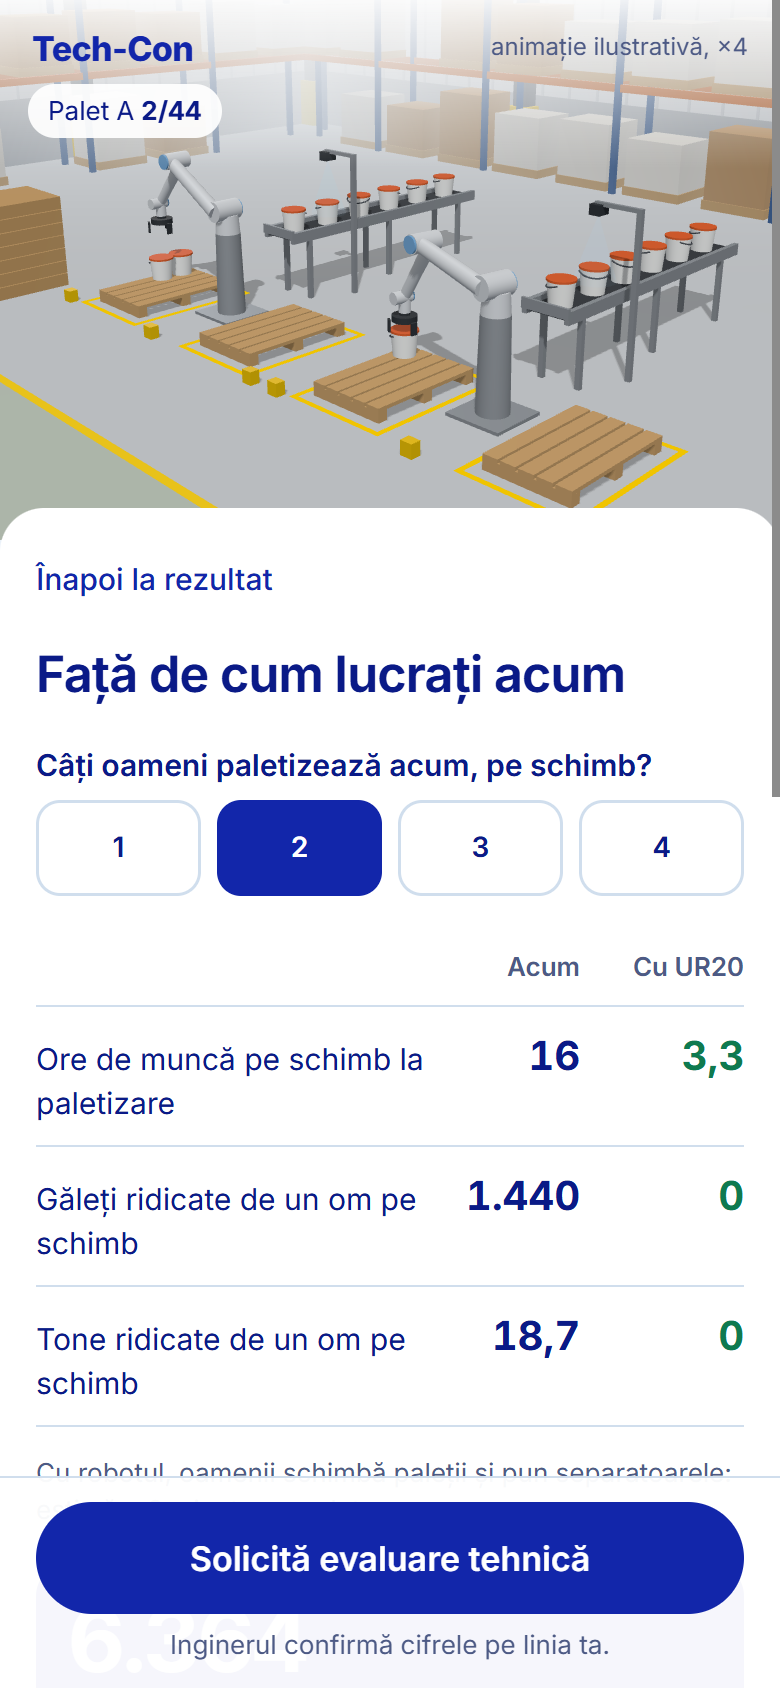 Tech-Con
animație ilustrativă, ×4
Palet A 2/44
Înapoi la rezultat
Față de cum lucrați acum
Câți oameni paletizează acum, pe schimb?
1
2
3
4
Acum
Cu UR20
Ore de muncă pe schimb la
paletizare
16
3,3
Găleți ridicate de un om pe
schimb
1.440
0
Tone ridicate de un om pe
schimb
18,7
0
Cu robotul, oamenii schimbă paleții și pun separatoarele:
Solicită evaluare tehnică
6.364
Inginerul confirmă cifrele pe linia ta.